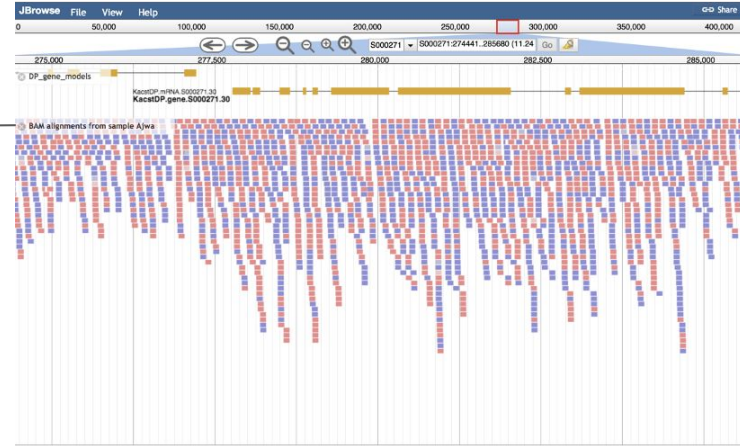 JBrowse File View Help Share
0 50,000 100,000 150,000 200,000 250,000 300,000 350,000 400,000
S000271 S000271:274441..285680 (11.24 Go
275,000 277,500 280,000 282,500 285,000
DP_gene_models
KacstDP.mRNA.S000271.30
KacstDP.gene.S000271.30
BAM alignments from sample Ajwa